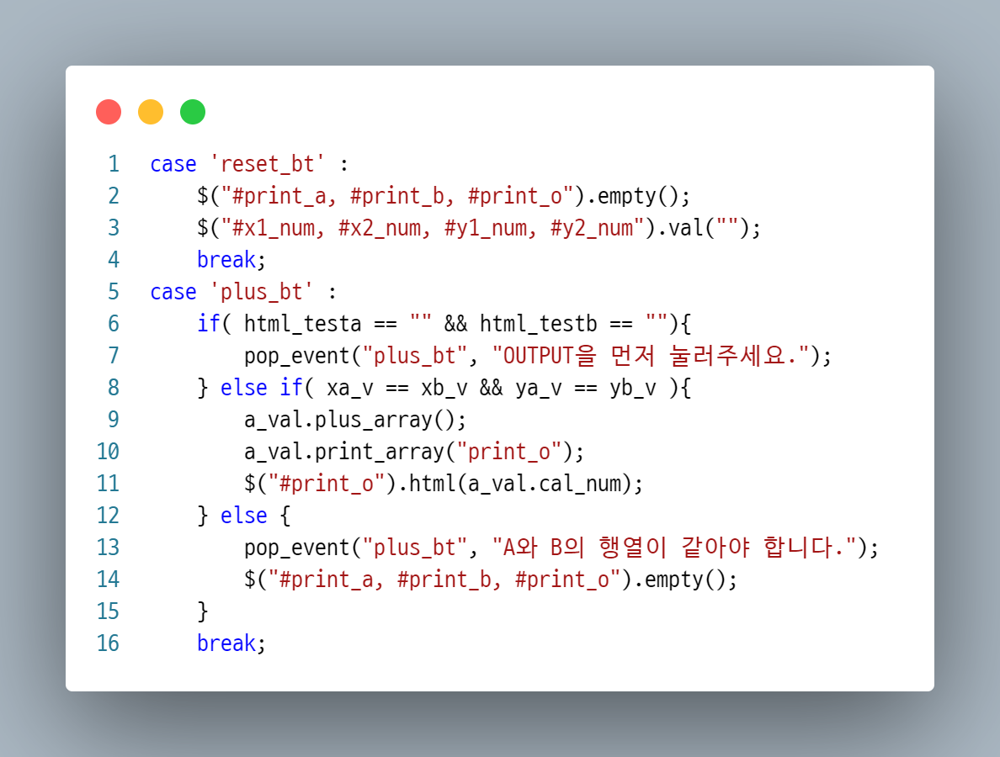 1 case 'reset_bt' :
2 $("#print_a, #print_b, #print_o").empty();
3 $("#x1_num, #x2_num, #y1_num, #y2_num").val("");
4 break;
5 case 'plus_bt' :
6 if( html_testa == "" && html_testb == ""){
7 pop_event("plus_bt", "OUTPUT을 먼저 눌러주세요.");
8 } else if( xa_v == xb_v && ya_v == yb_v ){
9 a_val.plus_array();
10 a_val.print_array("print_o");
11 $("#print_o").html(a_val.cal_num);
12 } else {
13 pop_event("plus_bt", "A와 B의 행열이 같아야 합니다.");
14 $("#print_a, #print_b, #print_o").empty();
15 }
16 break;